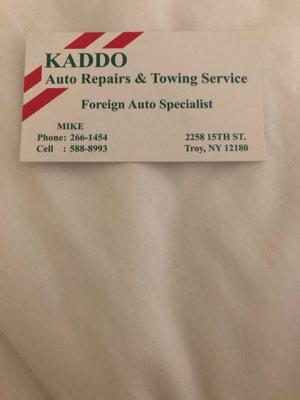 KADDO
Auto Repairs & Towing Service
Foreign Auto Specialist
MIKE
Phone: 266-1454
Cell : 588-8993
2258 15TH ST.
Troy, NY 12180